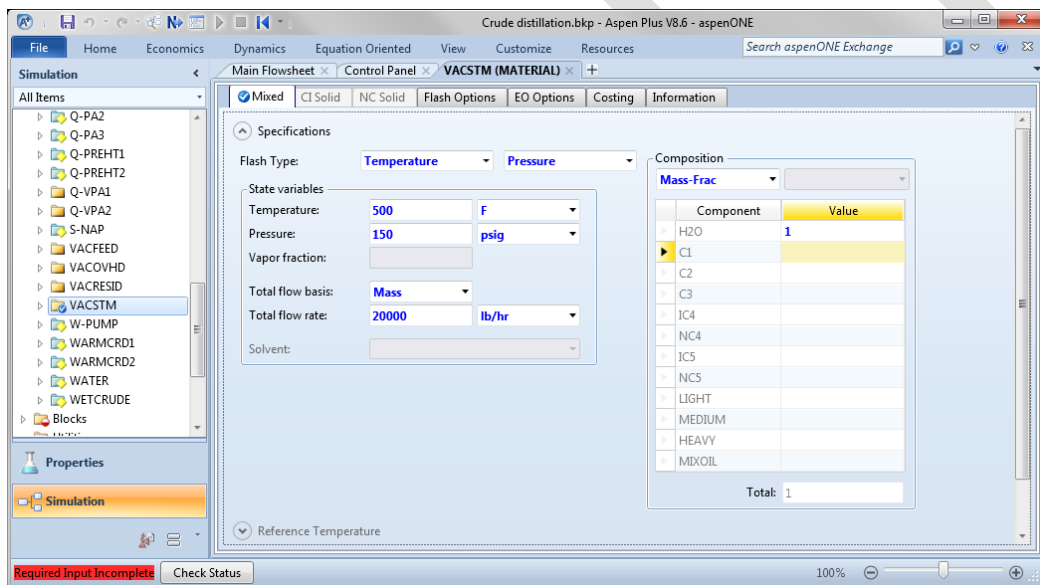 Crude distillation.bkp - Aspen Plus V8.6 - aspenONE
File Home Economics Dynamics Equation Oriented View Customize Resources Search aspenONE Exchange
Simulation
All Items
Q-PA2
Q-PA3
Q-PREHT1
Q-PREHT2
Q-VPA1
Q-VPA2
S-NAP
VACFEED
VACOVHD
VACRESID
VACSTM
W-PUMP
WARMCRD1
WARMCRD2
WATER
WETCRUDE
Blocks
Properties
Simulation
Main Flowsheet Control Panel VACSTM (MATERIAL) +
Mixed CI Solid NC Solid Flash Options EO Options Costing Information
Specifications
Flash Type: Temperature Pressure
State variables
Temperature: 500 F
Pressure: 150 psig
Vapor fraction:
Total flow basis: Mass
Total flow rate: 20000 lb/hr
Solvent:
Composition
Mass-Frac
Component Value
H2O 1
C1
C2
C3
IC4
NC4
IC5
NC5
LIGHT
MEDIUM
HEAVY
MIXOIL
Total: 1
Reference Temperature
Required Input Incomplete Check Status 100%